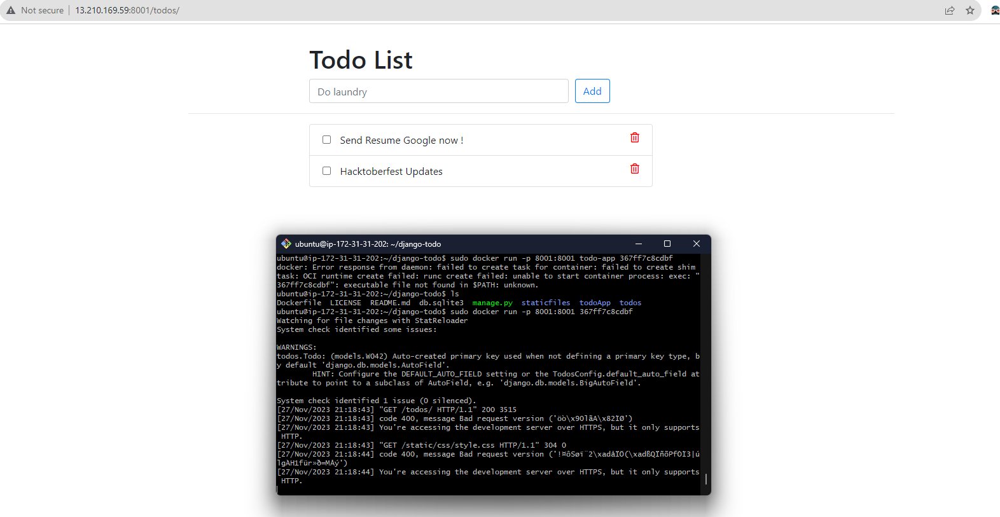 Not secure | 13.210.169.59:8001/todos/
Todo List
Do laundry
Add
Send Resume Google now !
Hacktoberfest Updates
ubuntu@ip-172-31-31-202: ~/django-todo
ubuntu@ip-172-31-31-202:~/django-todo$ sudo docker run -p 8001:8001 todo-app 367ff7c8cdbf
docker: Error response from daemon: failed to create task for container: failed to create shim
task: OCI runtime create failed: runc create failed: unable to start container process: exec: "
367ff7c8cdbf": executable file not found in $PATH: unknown.
ubuntu@ip-172-31-31-202:~/django-todo$ ls
Dockerfile  LICENSE  README.md  db.sqlite3  manage.py  staticfiles  todoApp  todos
ubuntu@ip-172-31-31-202:~/django-todo$ sudo docker run -p 8001:8001 367ff7c8cdbf
Watching for file changes with StatReloader
System check identified some issues:
WARNINGS:
todos.Todo: (models.W042) Auto-created primary key used when not defining a primary key type, b
y default 'django.db.models.AutoField'.
HINT: Configure the DEFAULT_AUTO_FIELD setting or the TodosConfig.default_auto_field at
tribute to point to a subclass of AutoField, e.g. 'django.db.models.BigAutoField'.
System check identified 1 issue (0 silenced).
[27/Nov/2023 21:18:43] "GET /todos/ HTTP/1.1" 200 3515
[27/Nov/2023 21:18:43] code 400, message Bad request version
[27/Nov/2023 21:18:43] You're accessing the development server over HTTPS, but it only supports
HTTP.
[27/Nov/2023 21:18:43] "GET /static/css/style.css HTTP/1.1" 304 0
[27/Nov/2023 21:18:44] code 400, message Bad request version
[27/Nov/2023 21:18:44] You're accessing the development server over HTTPS, but it only supports
HTTP.